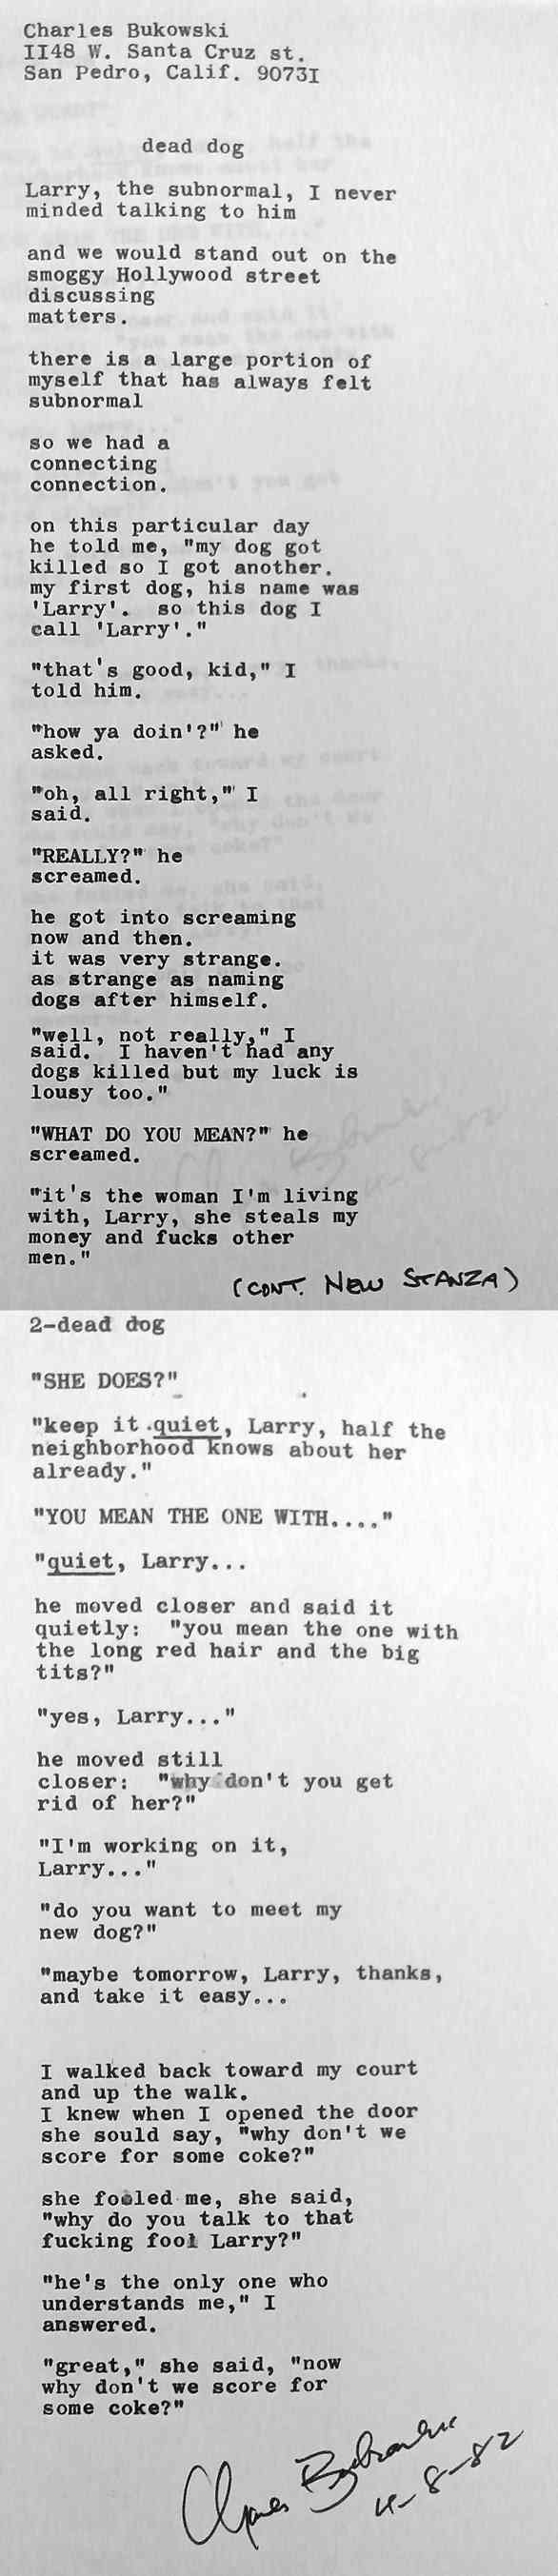 Charles Bukowski
II48 W. Santa Cruz st.
San Pedro, Calif. 9073I
dead dog
Larry, the subnormal, I never
minded talking to him
and we would stand out on the
smoggy Hollywood street
discussing
matters.
there is a large portion of
myself that has always felt
subnormal
so we had a
connecting
connection.
on this particular day
he told me, "my dog got
killed so I got another.
my first dog, his name was
'Larry'.  so this dog I
call 'Larry'."
"that's good, kid," I
told him.
"how ya doin'?" he
asked.
"oh, all right," I
said.
"REALLY?" he
screamed.
he got into screaming
now and then.
it was very strange.
as strange as naming
dogs after himself.
"well, not really," I
said.  I haven't had any
dogs killed but my luck is
lousy too."
"WHAT DO YOU MEAN?" he
screamed.
"it's the woman I'm living
with, Larry, she steals my
money and fucks other
men."
(CONT. NEW STANZA)
2-dead dog
"SHE DOES?"
"keep it quiet, Larry, half the
neighborhood knows about her
already."
"YOU MEAN THE ONE WITH...."
"quiet, Larry...
he moved closer and said it
quietly:  "you mean the one with
the long red hair and the big
tits?"
"yes, Larry..."
he moved still
closer:  "why don't you get
rid of her?"
"I'm working on it,
Larry..."
"do you want to meet my
new dog?"
"maybe tomorrow, Larry, thanks,
and take it easy...
I walked back toward my court
and up the walk.
I knew when I opened the door
she sould say, "why don't we
score for some coke?"
she fooled me, she said,
"why do you talk to that
fucking fool Larry?"
"he's the only one who
understands me," I
answered.
"great," she said, "now
why don't we score for
some coke?"
Charles Bukowski
4-8-82